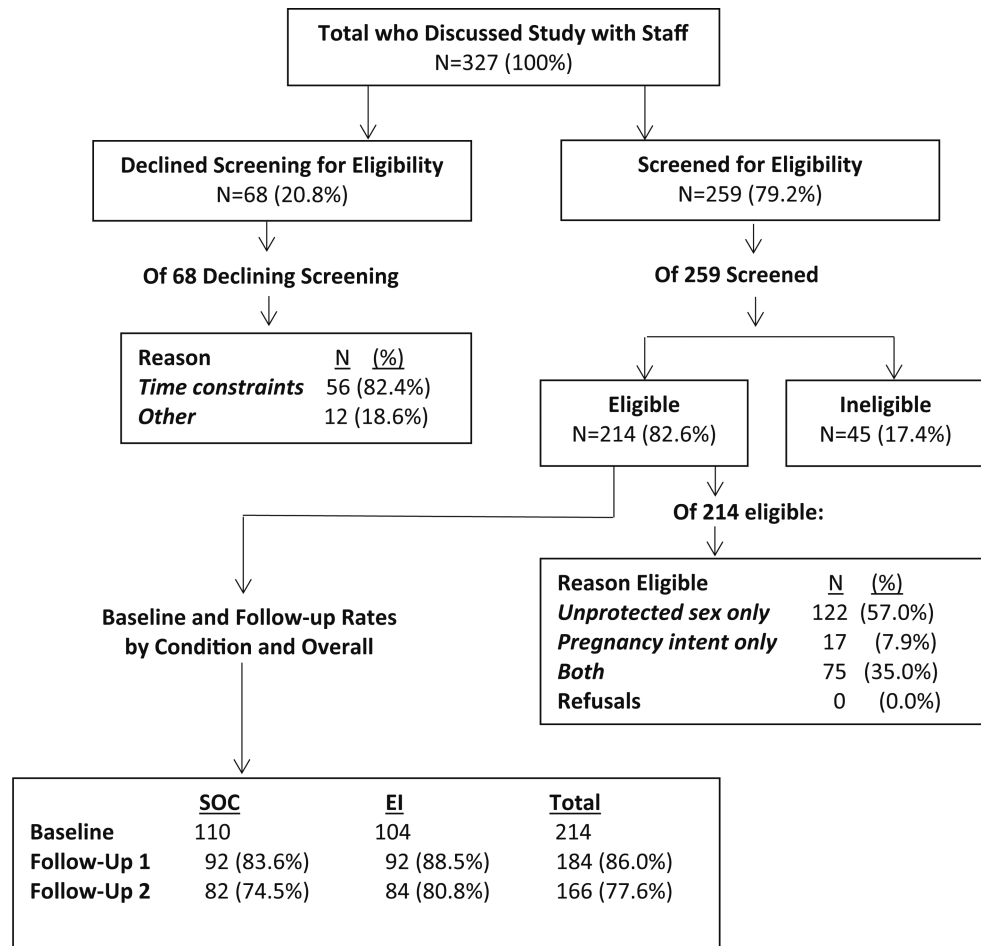 Total who Discussed Study with Staff
N=327 (100%)
Declined Screening for Eligibility
N=68 (20.8%)
Screened for Eligibility
N=259 (79.2%)
Of 68 Declining Screening
Of 259 Screened
Reason N (%)
Time constraints 56 (82.4%)
Other 12 (18.6%)
Eligible
N=214 (82.6%)
Ineligible
N=45 (17.4%)
Of 214 eligible:
Reason Eligible N (%)
Unprotected sex only 122 (57.0%)
Pregnancy intent only 17 (7.9%)
Both 75 (35.0%)
Refusals 0 (0.0%)
Baseline and Follow-up Rates
by Condition and Overall
SOC EI Total
Baseline 110 104 214
Follow-Up 1 92 (83.6%) 92 (88.5%) 184 (86.0%)
Follow-Up 2 82 (74.5%) 84 (80.8%) 166 (77.6%)